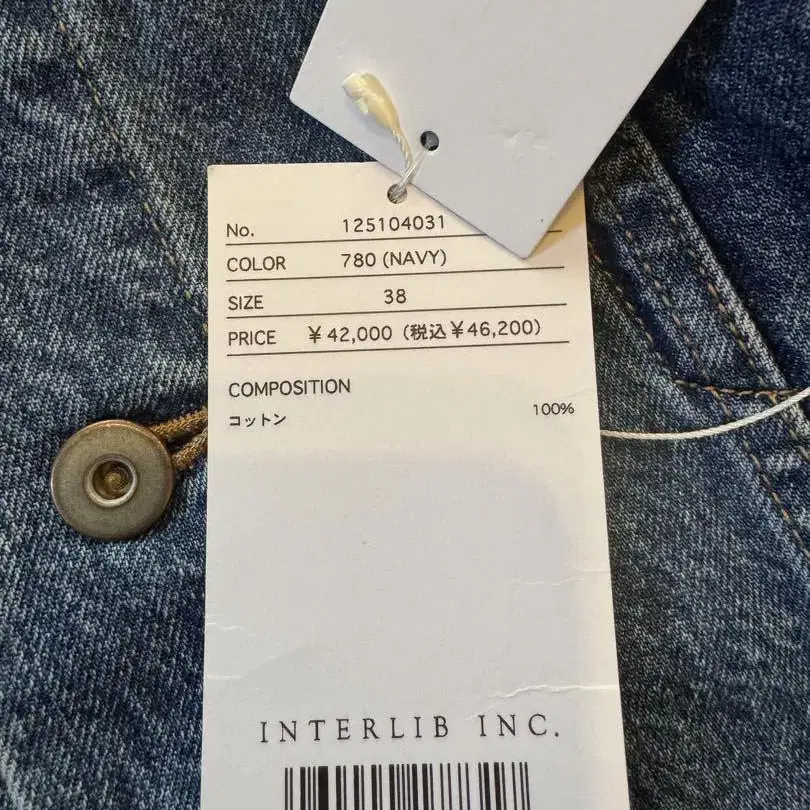 No. 125104031
COLOR 780 (NAVY)
SIZE 38
PRICE ¥42,000 (税込¥46,200)
COMPOSITION
コットン 100%
INTERLIB INC.